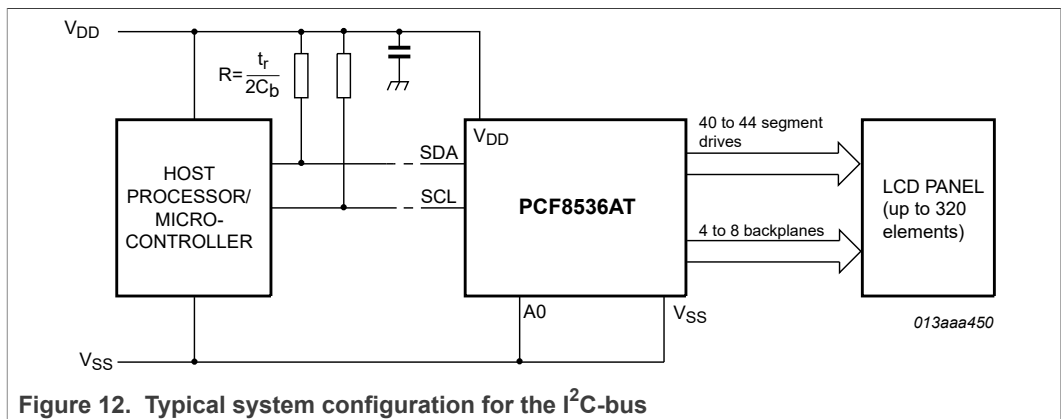 VDD
R= tr
2Cb
HOST
PROCESSOR/
MICRO-
CONTROLLER
SDA
SCL
VDD
PCF8536AT
A0
VSS
40 to 44 segment
drives
4 to 8 backplanes
LCD PANEL
(up to 320
elements)
013aaa450
VSS
Figure 12. Typical system configuration for the I²C-bus